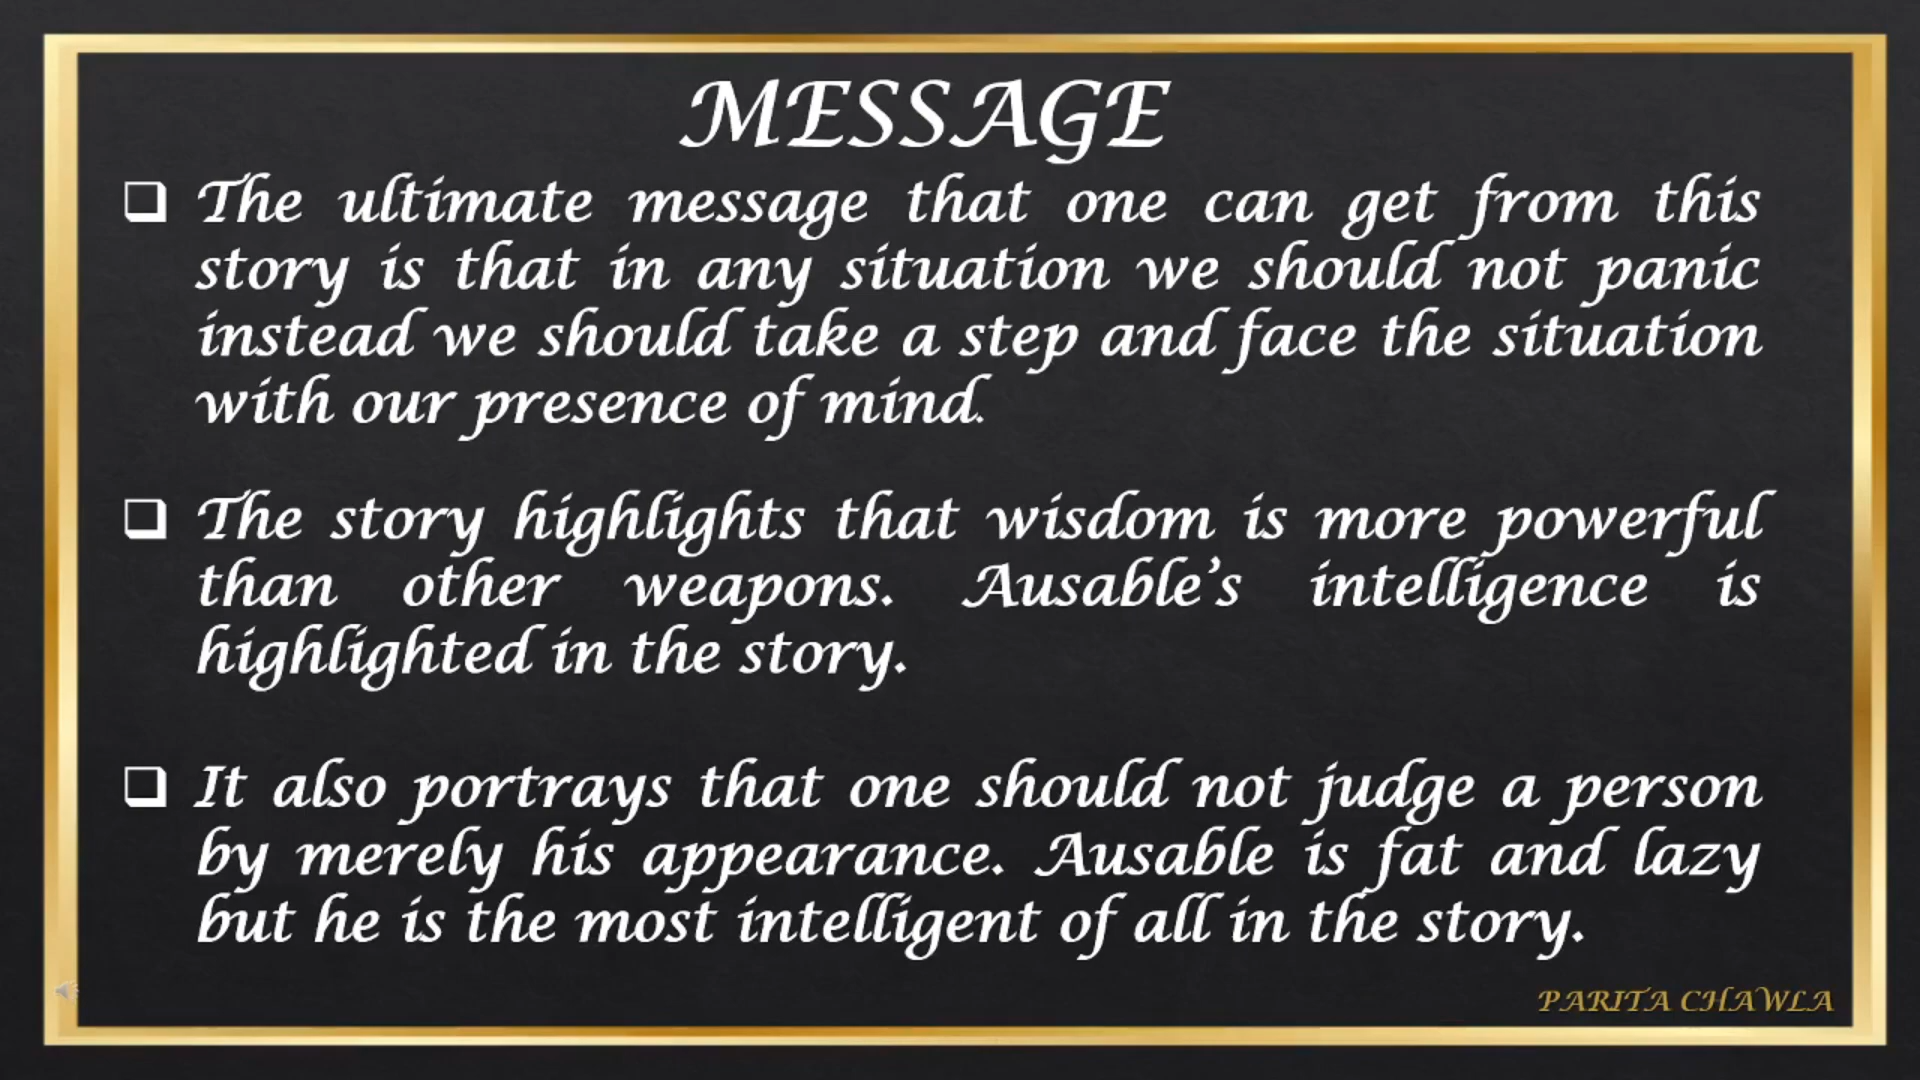 MESSAGE
❑ The ultimate message that one can get from this
story is that in any situation we should not panic
instead we should take a step and face the situation
with our presence of mind.
❑ The story highlights that wisdom is more powerful
than other weapons. Ausable’s intelligence is
highlighted in the story.
❑ It also portrays that one should not judge a person
by merely his appearance. Ausable is fat and lazy
but he is the most intelligent of all in the story.
PARITA CHAWLA